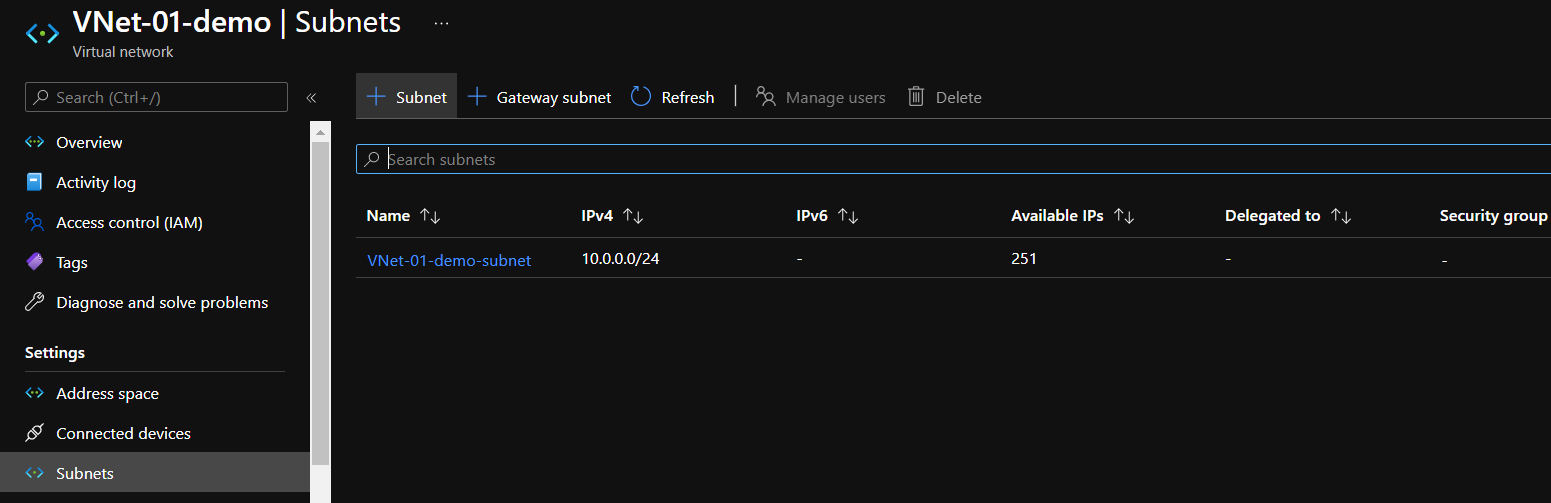 VNet-01-demo | Subnets ...
Virtual network
Search (Ctrl+/)
«
Overview
Activity log
Access control (IAM)
Tags
Diagnose and solve problems
Settings
Address space
Connected devices
Subnets
+ Subnet + Gateway subnet Refresh | Manage users Delete
Search subnets
Name ↑↓ IPv4 ↑↓ IPv6 ↑↓ Available IPs ↑↓ Delegated to ↑↓ Security group
VNet-01-demo-subnet 10.0.0.0/24 - 251 - -